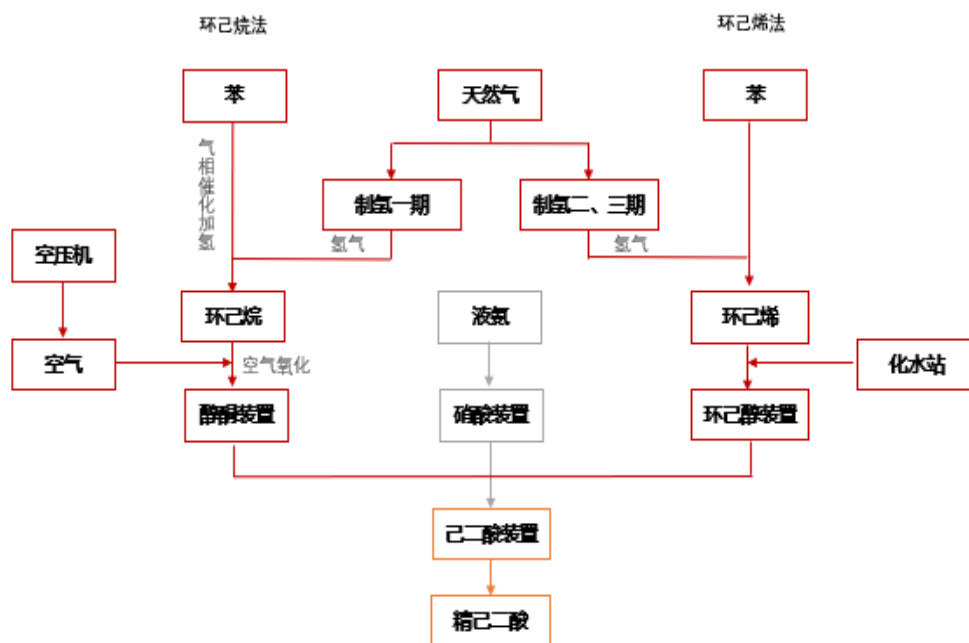 环己烷法
环己烯法
苯
天然气
苯
气相催化加氢
制氢一期
制氢二、三期
氢气
氢气
空压机
环己烷
液氨
环己烯
空气
空气氧化
化水站
醇酮装置
硝酸装置
环己醇装置
己二酸装置
精己二酸